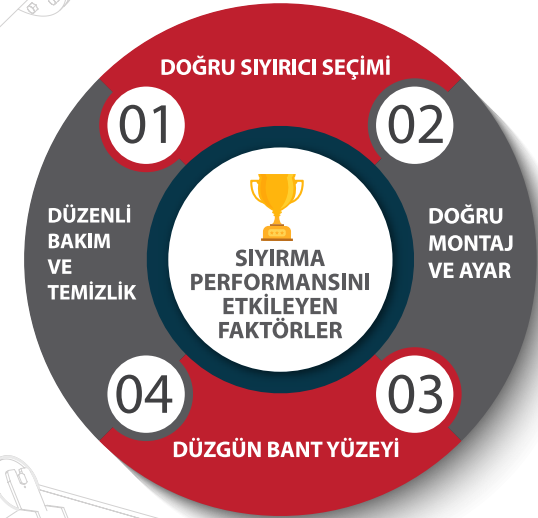 DOĞRU SIYIRICI SEÇİMİ
01
02
DÜZENLİ
BAKIM
VE
TEMİZLİK
SIYIRMA
PERFORMANSINI
ETKİLEYEN
FAKTÖRLER
DOĞRU
MONTAJ
VE AYAR
04
03
DÜZGÜN BANT YÜZEYİ